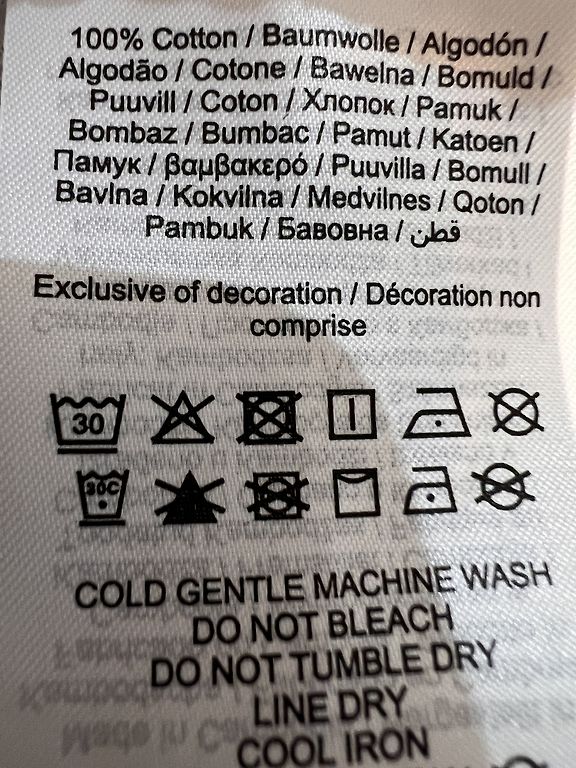 100% Cotton / Baumwolle / Algodón /
Algodão / Cotone / Bawełna / Bomuld /
Puuvill / Coton / Хлопок / Pamuk /
Bombaz / Bumbac / Pamut / Katoen /
Памук / βαμβακερό / Puuvilla / Bomull /
Bavlna / Kokvilna / Medvilnes / Qoton /
Pambuk / Бавовна / قطن
Exclusive of decoration / Décoration non
comprise
30
30C
COLD GENTLE MACHINE WASH
DO NOT BLEACH
DO NOT TUMBLE DRY
LINE DRY
COOL IRON